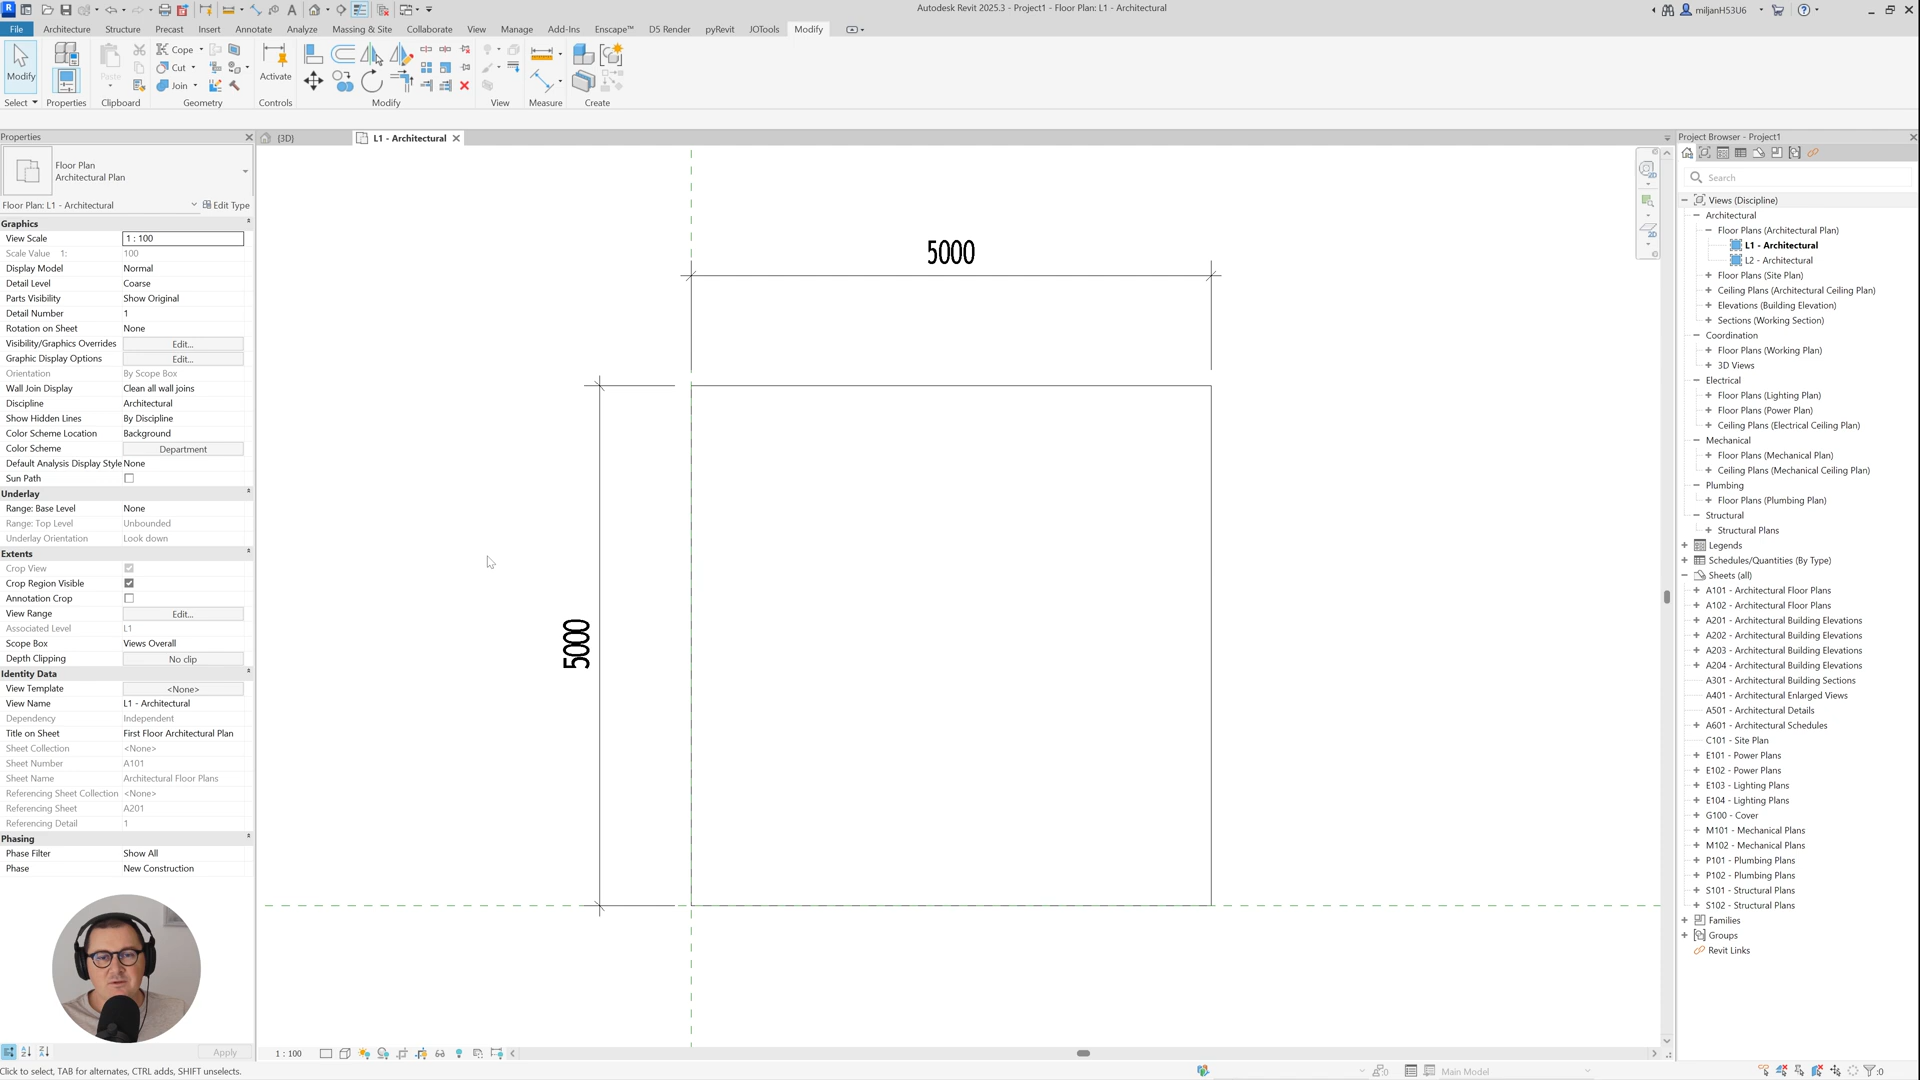 Autodesk Revit 2025.3 - Project1 - Floor Plan: L1 - Architectural
miljanH53U6
File
Architecture
Structure
Precast
Insert
Annotate
Analyze
Massing & Site
Collaborate
View
Manage
Add-Ins
Enscape™
D5 Render
pyRevit
JOTools
Modify
Modify
Paste
Cope
Cut
Join
Activate
Select
Properties
Clipboard
Geometry
Controls
Modify
View
Measure
Create
Properties
Floor Plan
Architectural Plan
Floor Plan: L1 - Architectural
Edit Type
Graphics
View Scale 1 : 100
Scale Value 1: 100
Display Model Normal
Detail Level Coarse
Parts Visibility Show Original
Detail Number 1
Rotation on Sheet None
Visibility/Graphics Overrides Edit...
Graphic Display Options Edit...
Orientation By Scope Box
Wall Join Display Clean all wall joins
Discipline Architectural
Show Hidden Lines By Discipline
Color Scheme Location Background
Color Scheme Department
Default Analysis Display Style None
Sun Path
Underlay
Range: Base Level None
Range: Top Level Unbounded
Underlay Orientation Look down
Extents
Crop View
Crop Region Visible
Annotation Crop
View Range Edit...
Associated Level L1
Scope Box Views Overall
Depth Clipping No clip
Identity Data
View Template <None>
View Name L1 - Architectural
Dependency Independent
Title on Sheet First Floor Architectural Plan
Sheet Collection <None>
Sheet Number A101
Sheet Name Architectural Floor Plans
Referencing Sheet Collection <None>
Referencing Sheet A201
Referencing Detail 1
Phasing
Phase Filter Show All
Phase New Construction
Apply
{3D}
L1 - Architectural
5000
5000
1 : 100
Project Browser - Project1
Search
Views (Discipline)
Architectural
Floor Plans (Architectural Plan)
L1 - Architectural
L2 - Architectural
Floor Plans (Site Plan)
Ceiling Plans (Architectural Ceiling Plan)
Elevations (Building Elevation)
Sections (Working Section)
Coordination
Floor Plans (Working Plan)
3D Views
Electrical
Floor Plans (Lighting Plan)
Floor Plans (Power Plan)
Ceiling Plans (Electrical Ceiling Plan)
Mechanical
Floor Plans (Mechanical Plan)
Ceiling Plans (Mechanical Ceiling Plan)
Plumbing
Floor Plans (Plumbing Plan)
Structural
Structural Plans
Legends
Schedules/Quantities (By Type)
Sheets (all)
A101 - Architectural Floor Plans
A102 - Architectural Floor Plans
A201 - Architectural Building Elevations
A202 - Architectural Building Elevations
A203 - Architectural Building Elevations
A204 - Architectural Building Elevations
A301 - Architectural Building Sections
A401 - Architectural Enlarged Views
A501 - Architectural Details
A601 - Architectural Schedules
C101 - Site Plan
E101 - Power Plans
E102 - Power Plans
E103 - Lighting Plans
E104 - Lighting Plans
G100 - Cover
M101 - Mechanical Plans
M102 - Mechanical Plans
P101 - Plumbing Plans
P102 - Plumbing Plans
S101 - Structural Plans
S102 - Structural Plans
Families
Groups
Revit Links
Click to select, TAB for alternates, CTRL adds, SHIFT unselects.
:0
Main Model
:0